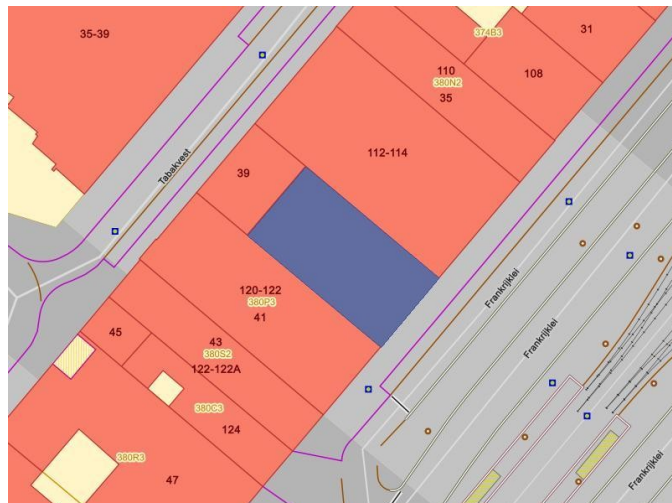 35-39
374B3
31
110
380N2
35
108
112-114
Tabakvest
39
Frankrijklei
120-122
380P3
41
Frankrijklei
45
43
380S2
122-122A
380C3
124
380R3
47
Frankrijklei